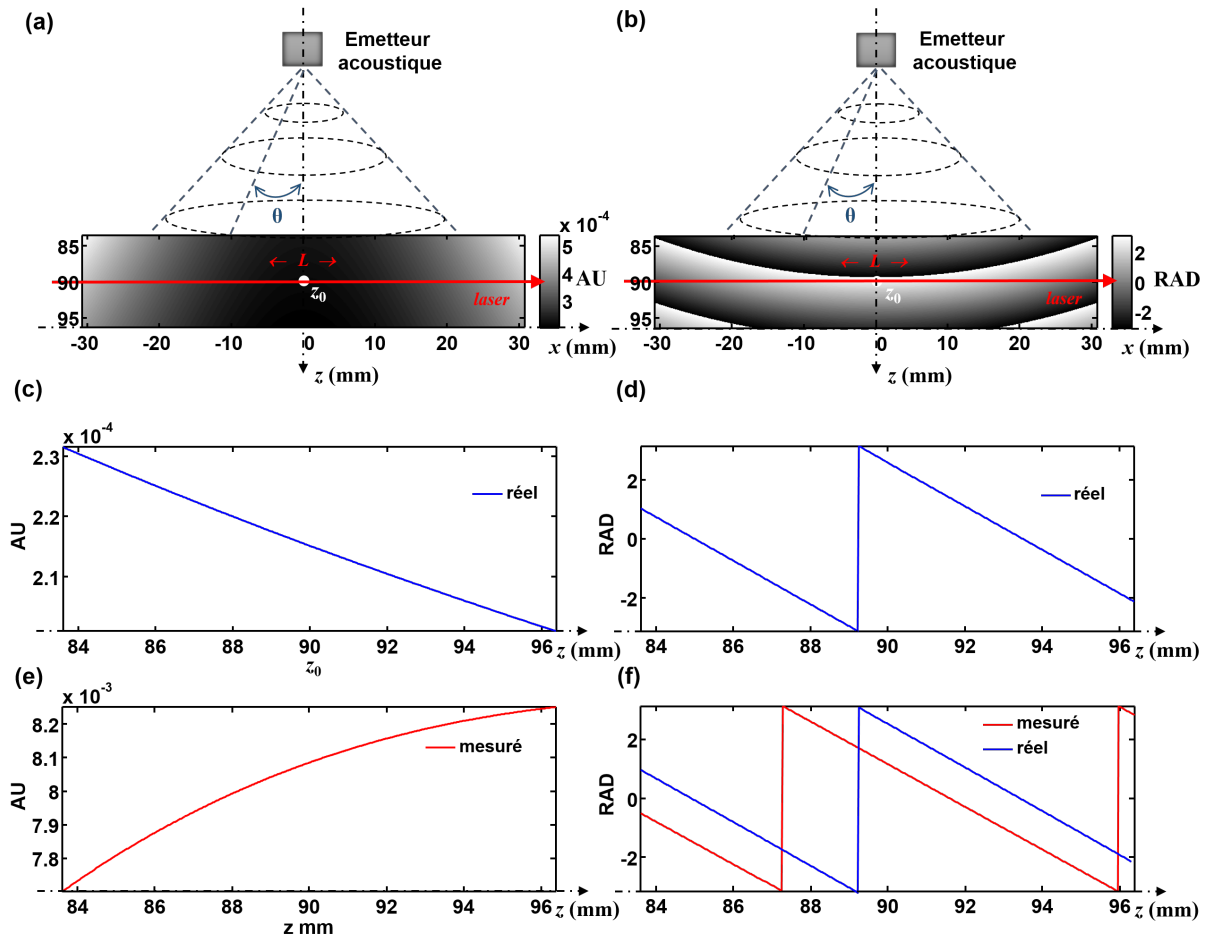 (a)
Emetteur
acoustique
θ
x 10⁻⁴
85
90
95
← L →
z₀
laser
5
4
3
AU
-30 -20 -10 0 10 20 30 x (mm)
z (mm)
(b)
Emetteur
acoustique
θ
85
90
95
← L →
z₀
laser
2
0
-2
RAD
-30 -20 -10 0 10 20 30 x (mm)
z (mm)
(c)
x 10⁻⁴
2.3
2.2
2.1
AU
réel
84 86 88 90 92 94 96 z (mm)
z₀
(d)
2
0
-2
RAD
réel
84 86 88 90 92 94 96 z (mm)
(e)
x 10⁻³
8.2
8.1
8
7.9
7.8
AU
mesuré
84 86 88 90 92 94 96 z (mm)
z mm
(f)
2
0
-2
RAD
mesuré
réel
84 86 88 90 92 94 96 z (mm)